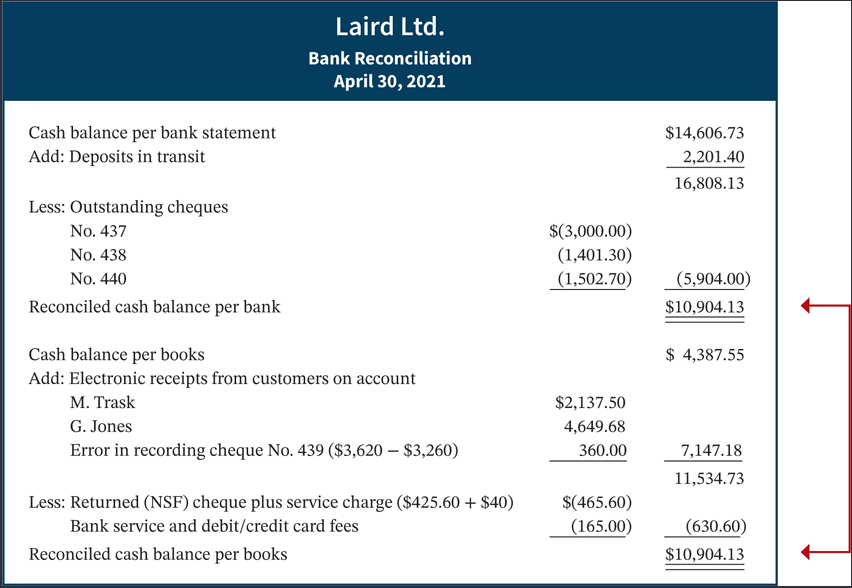 Laird Ltd.
Bank Reconciliation
April 30, 2021
Cash balance per bank statement $14,606.73
Add: Deposits in transit 2,201.40
16,808.13
Less: Outstanding cheques
No. 437 $(3,000.00)
No. 438 (1,401.30)
No. 440 (1,502.70) (5,904.00)
Reconciled cash balance per bank $10,904.13
Cash balance per books $ 4,387.55
Add: Electronic receipts from customers on account
M. Trask $2,137.50
G. Jones 4,649.68
Error in recording cheque No. 439 ($3,620 − $3,260) 360.00 7,147.18
11,534.73
Less: Returned (NSF) cheque plus service charge ($425.60 + $40) $(465.60)
Bank service and debit/credit card fees (165.00) (630.60)
Reconciled cash balance per books $10,904.13